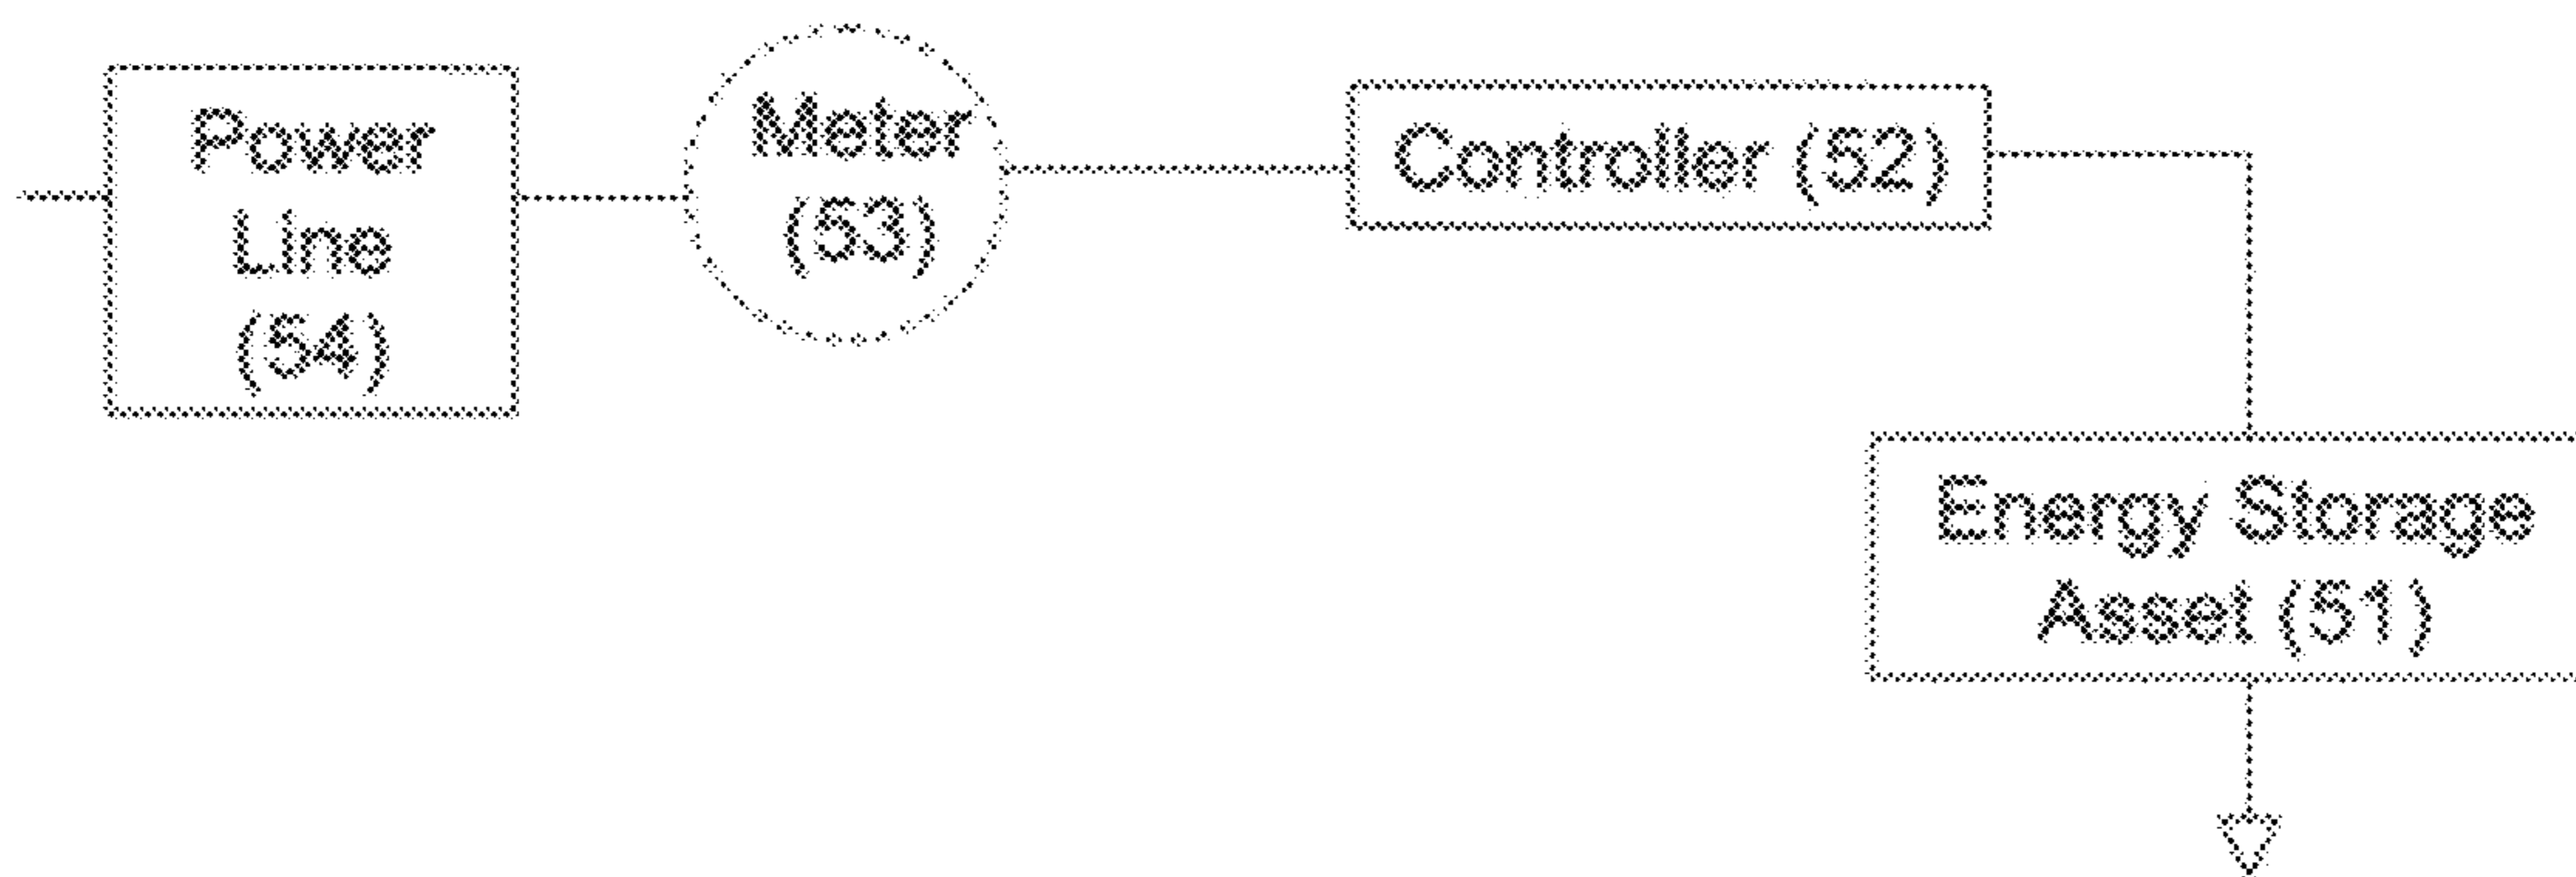 Power
Line
(54)
Meter
(53)
Controller (52)
Energy Storage
Asset (51)